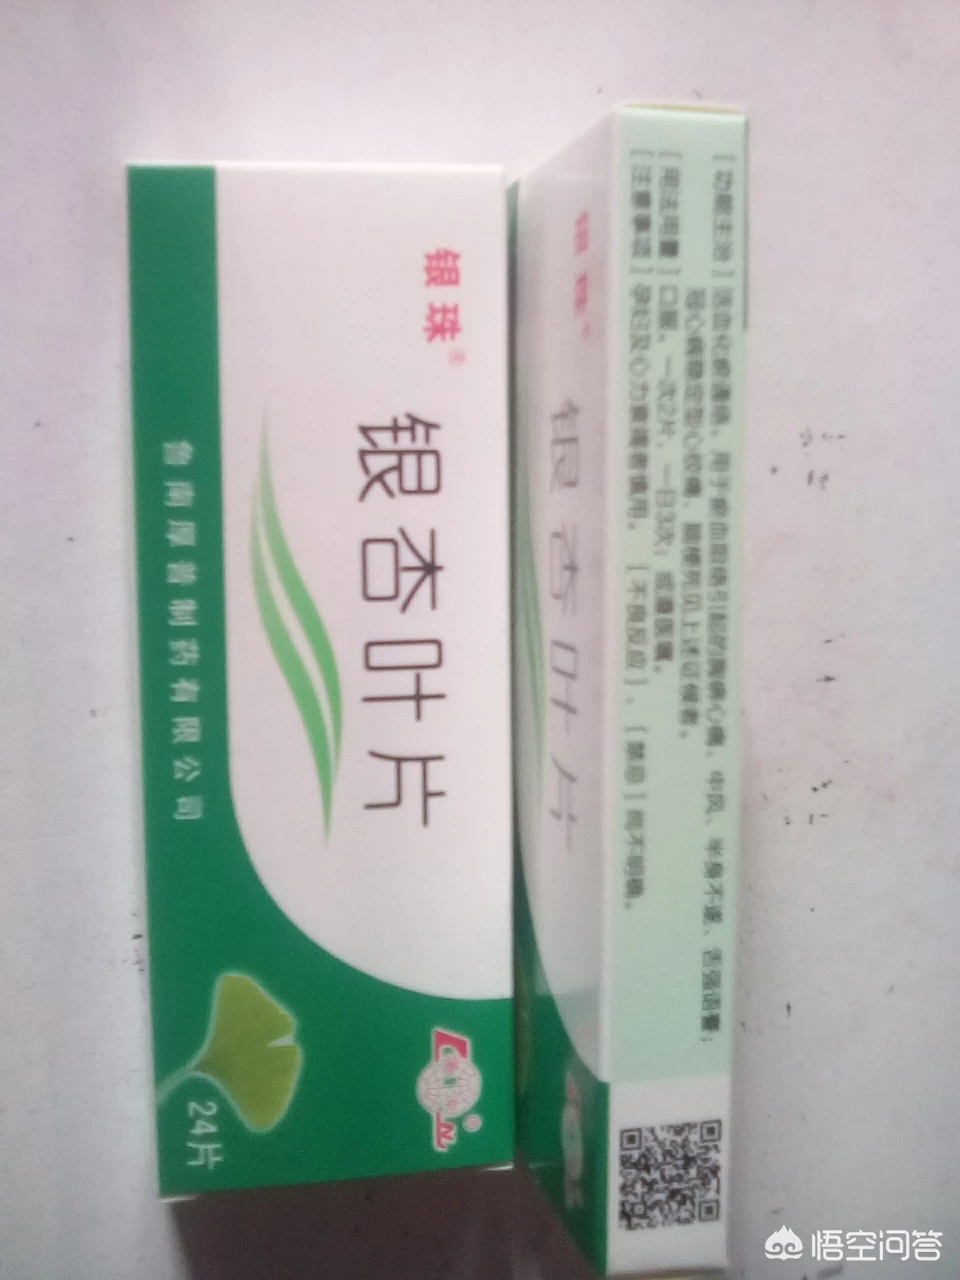 银珠®
银杏叶片
鲁南厚普制药有限公司
24片
银珠
银杏叶片
[功能主治] 活血化瘀通络。用于瘀血阻络引起的胸痹心痛、中风、半身不遂、舌强语蹇;
冠心病稳定型心绞痛、脑梗死见上述证候者。
[用法用量] 口服。一次2片,一日3次;或遵医嘱。
[注意事项] 孕妇及心力衰竭者慎用。 [不良反应]、[禁忌] 尚不明确。
悟空问答